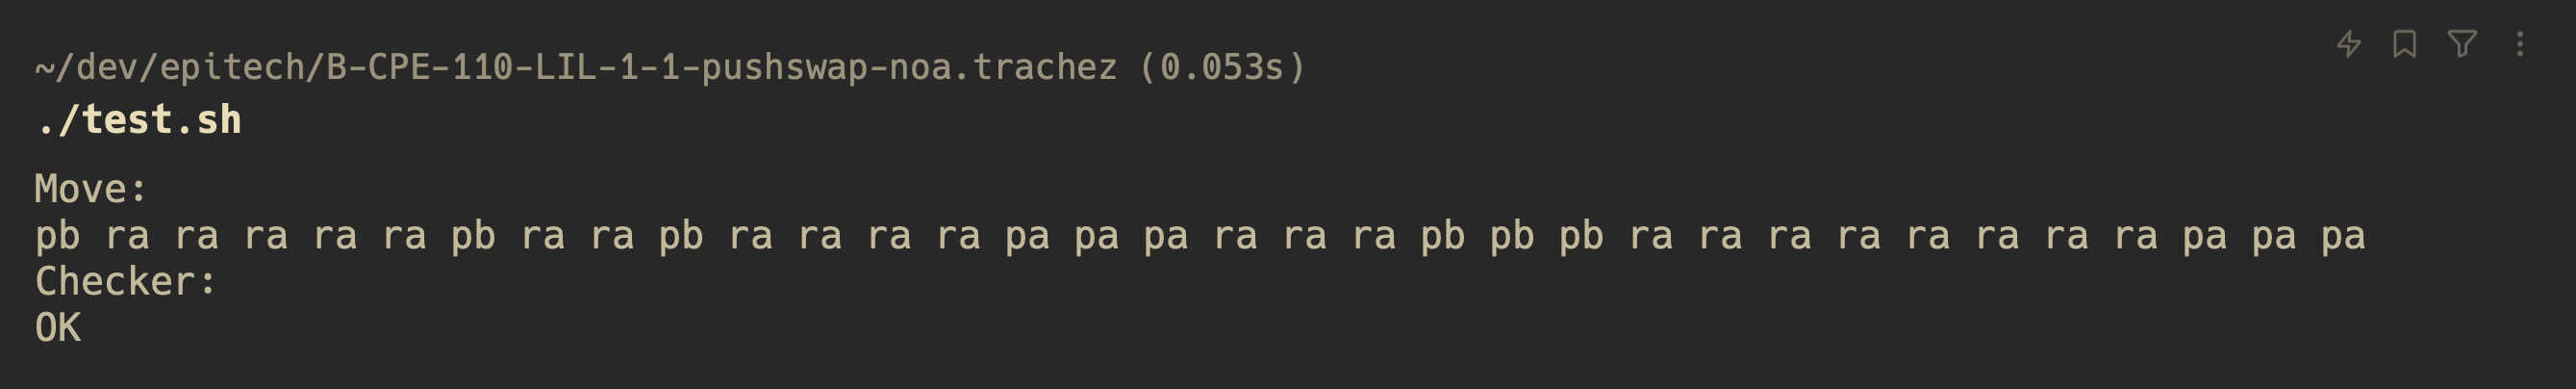 ~/dev/epitech/B-CPE-110-LIL-1-1-pushswap-noa.trachez (0.053s)
./test.sh
Move:
pb ra ra ra ra ra pb ra ra pb ra ra ra ra pa pa pa ra ra ra pb pb pb ra ra ra ra ra ra ra ra pa pa pa
Checker:
OK